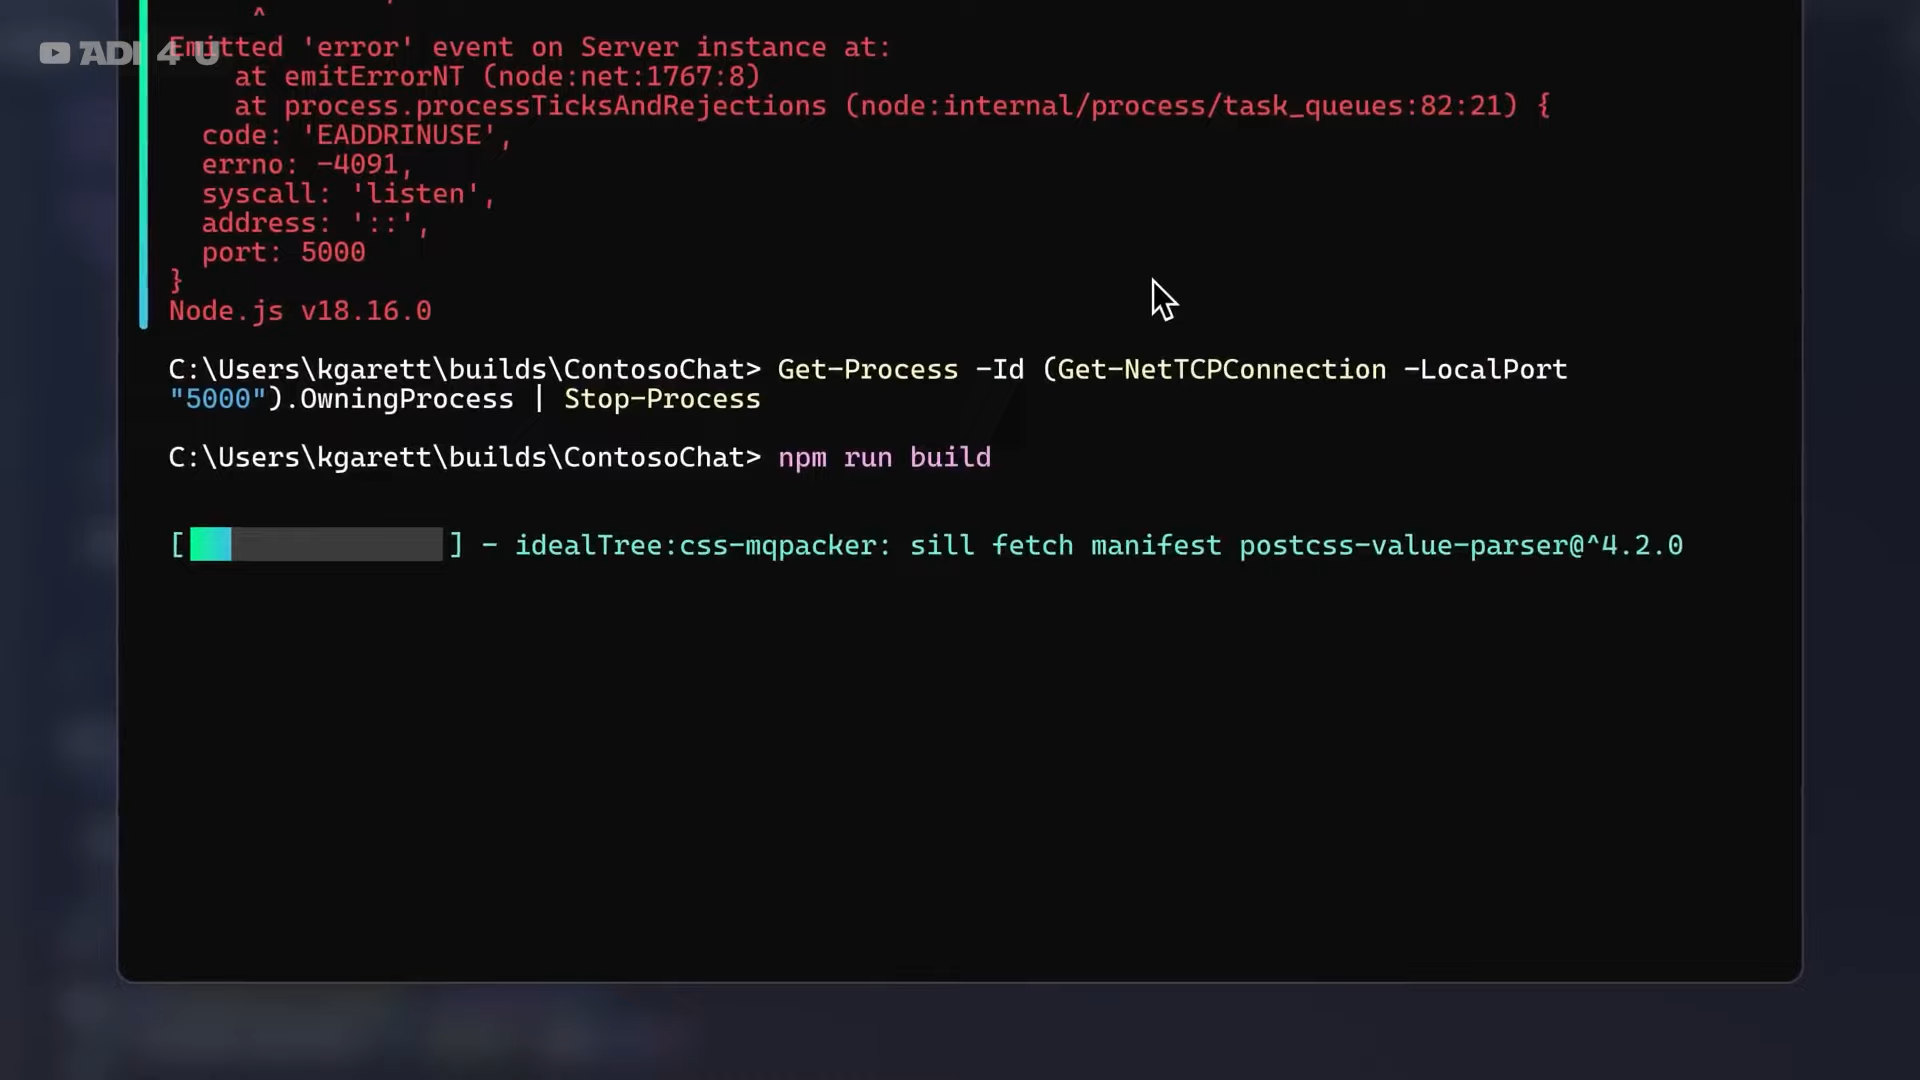 ADI 4 U
^
Emitted 'error' event on Server instance at:
at emitErrorNT (node:net:1767:8)
at process.processTicksAndRejections (node:internal/process/task_queues:82:21) {
code: 'EADDRINUSE',
errno: -4091,
syscall: 'listen',
address: '::',
port: 5000
}
Node.js v18.16.0
C:\Users\kgarett\builds\ContosoChat> Get-Process -Id (Get-NetTCPConnection -LocalPort
"5000").OwningProcess | Stop-Process
C:\Users\kgarett\builds\ContosoChat> npm run build
[ ] - idealTree:css-mqpacker: sill fetch manifest postcss-value-parser@^4.2.0